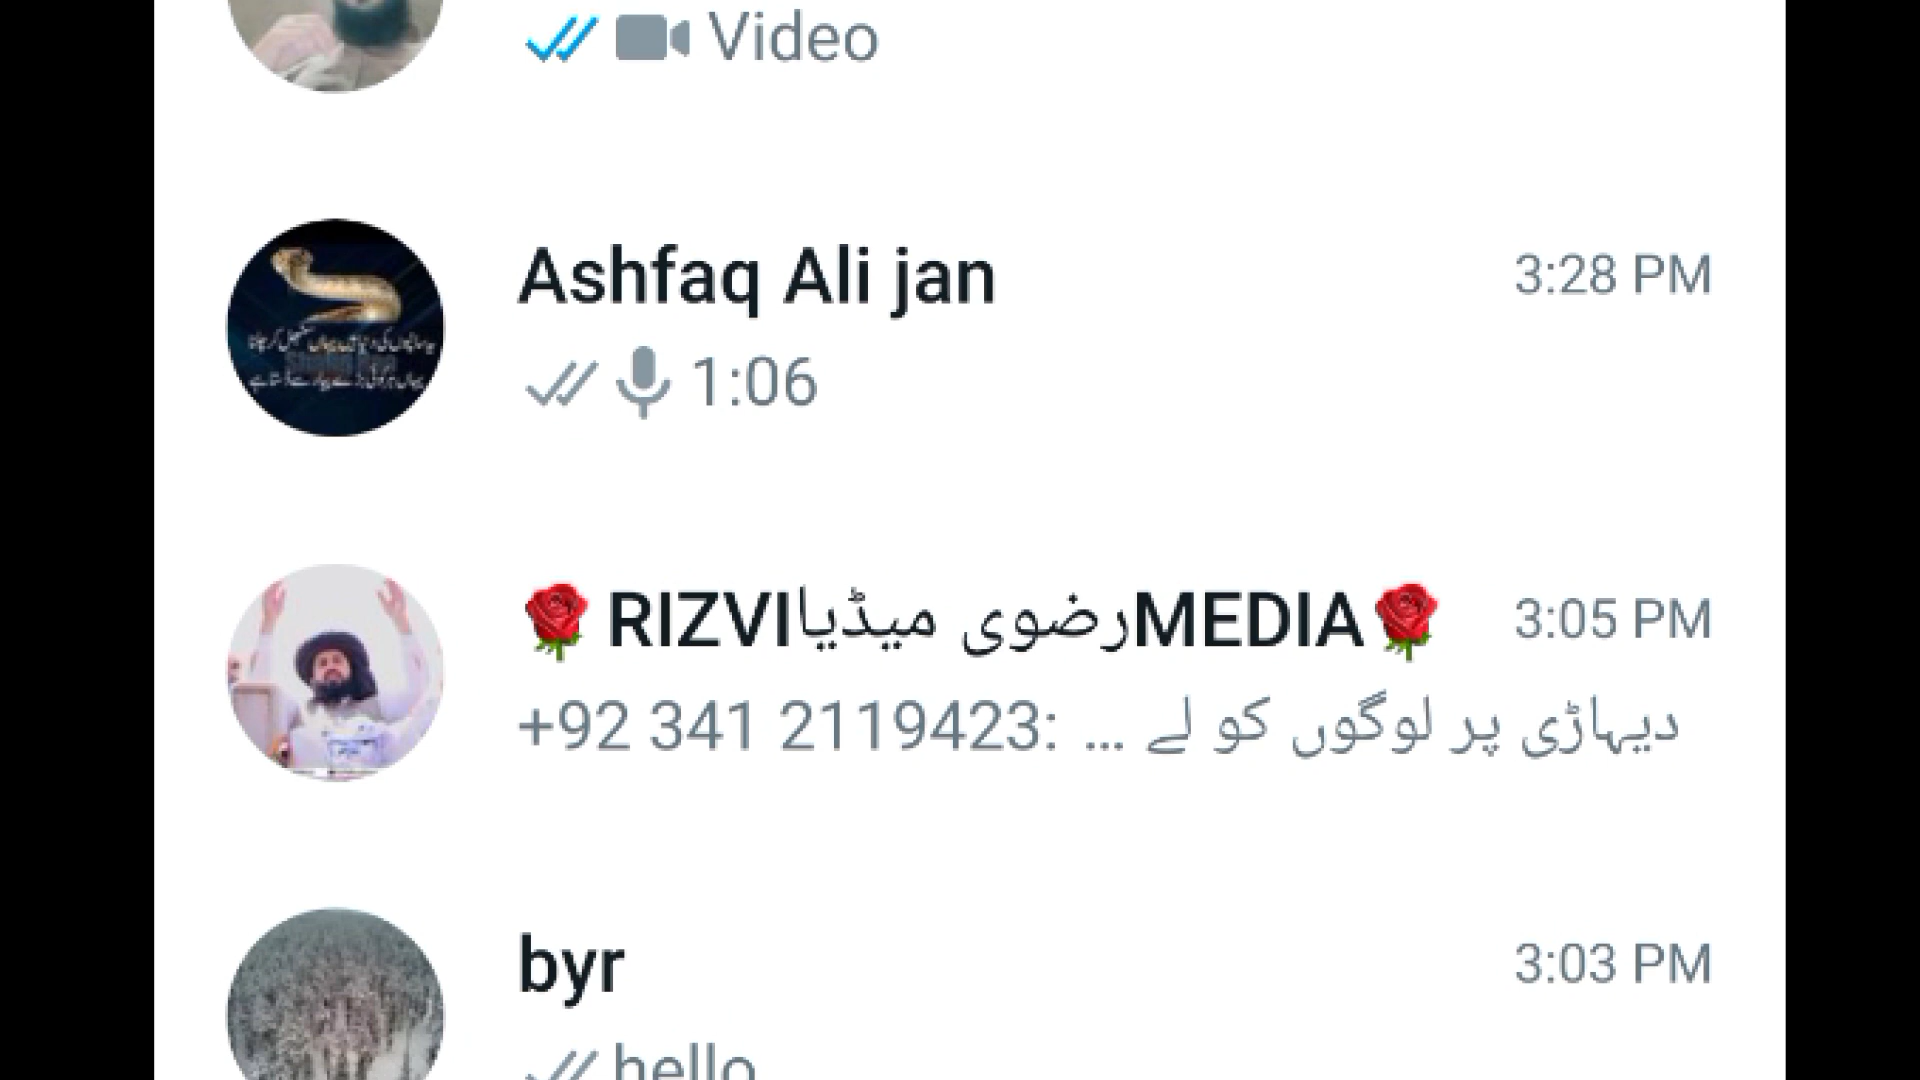 Video
Ashfaq Ali jan
3:28 PM
1:06
🌹RIZVIرضوی میڈیاMEDIA🌹
3:05 PM
+92 341 2119423: دیہاڑی پر لوگوں کو لے ...
byr
3:03 PM
hello